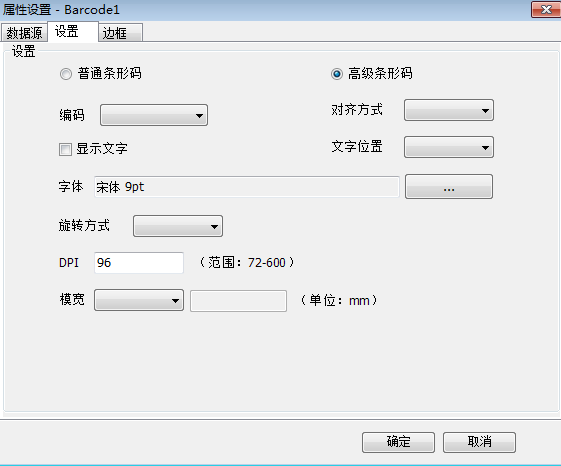 属性设置 - Barcode1
数据源 设置 边框
设置
普通条形码 高级条形码
编码 对齐方式
显示文字 文字位置
字体 宋体 9pt ...
旋转方式
DPI 96 （范围：72-600）
模宽 （单位：mm）
确定 取消